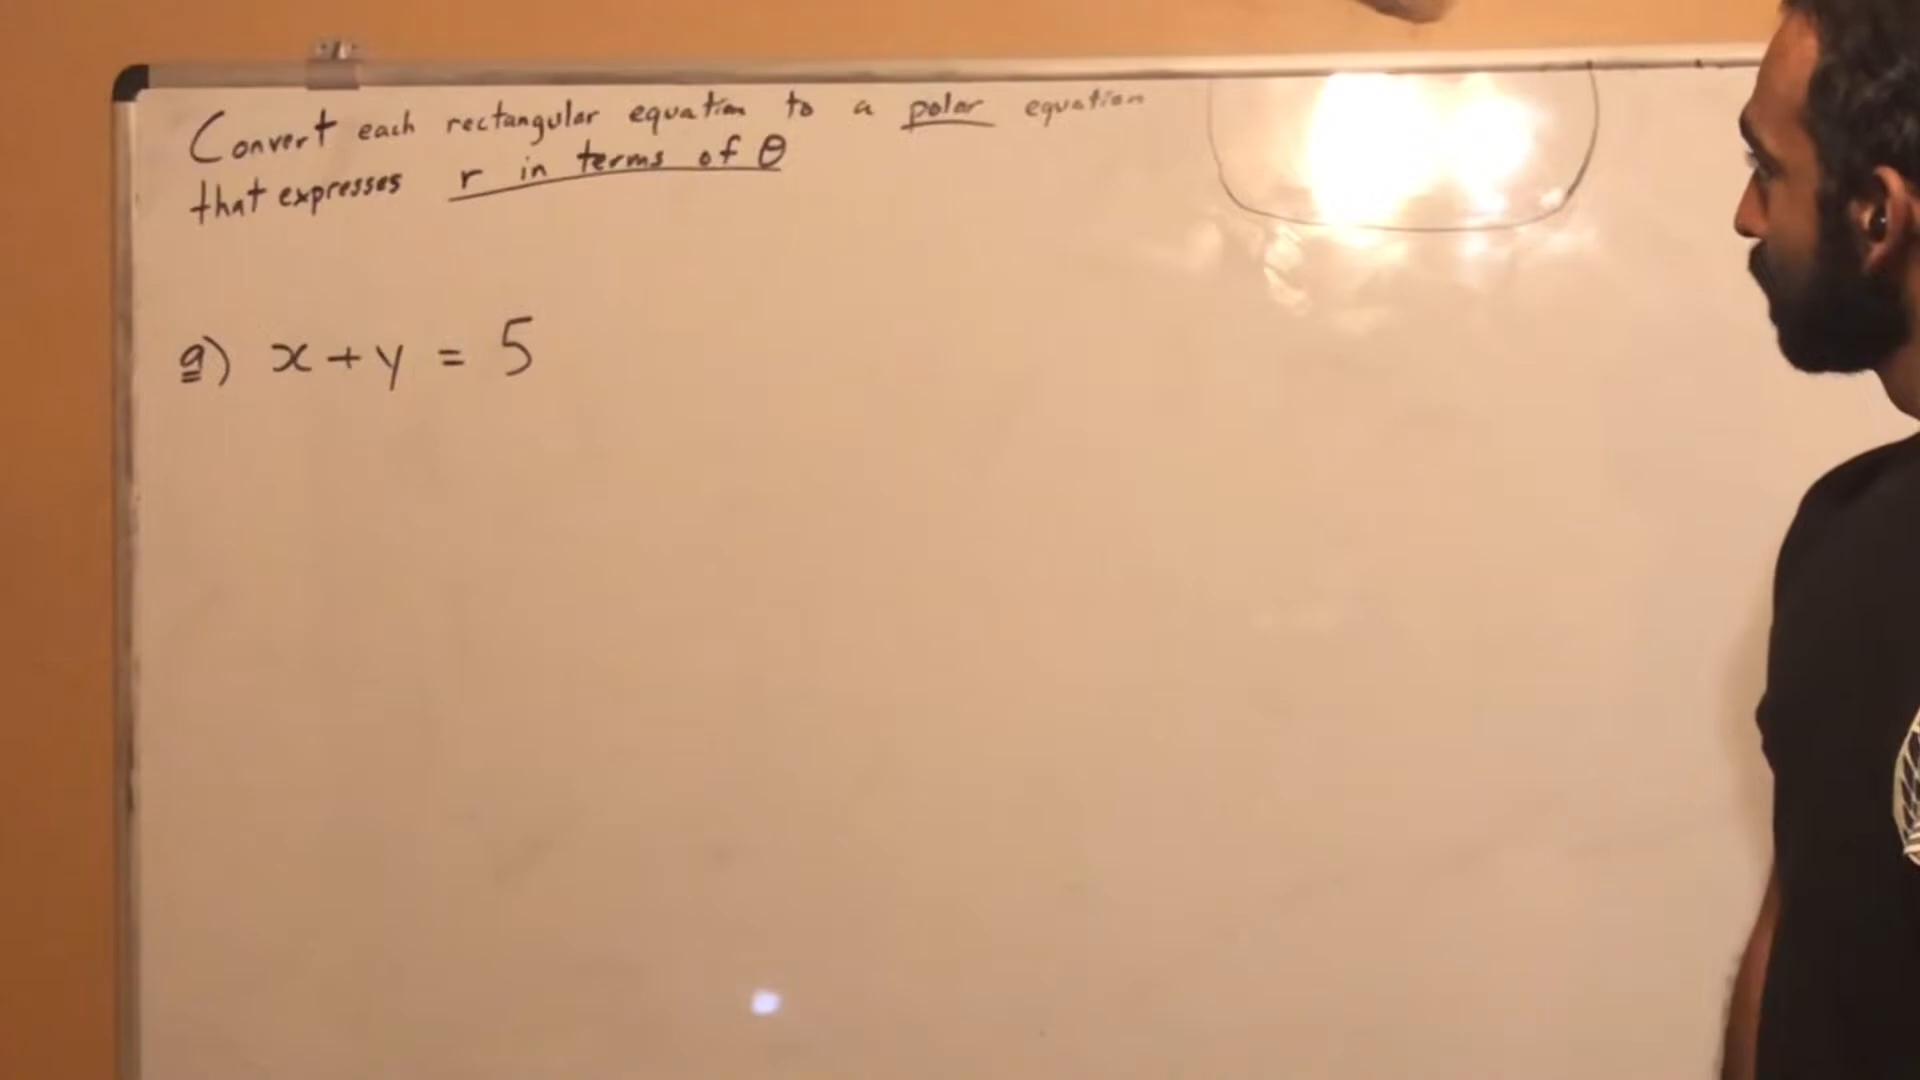 Convert each rectangular equation to a polar equation
that expresses r in terms of θ
a) x + y = 5